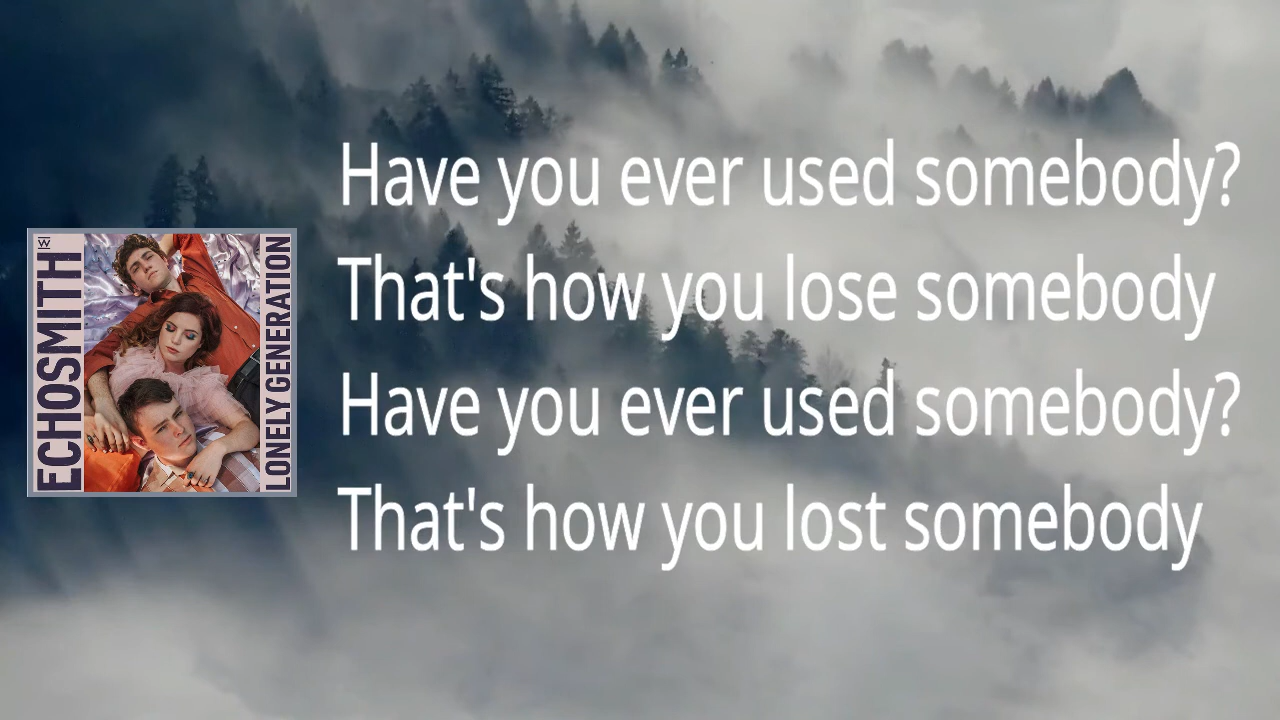 ECHOSMITH
LONELY GENERATION
W
Have you ever used somebody?
That's how you lose somebody
Have you ever used somebody?
That's how you lost somebody